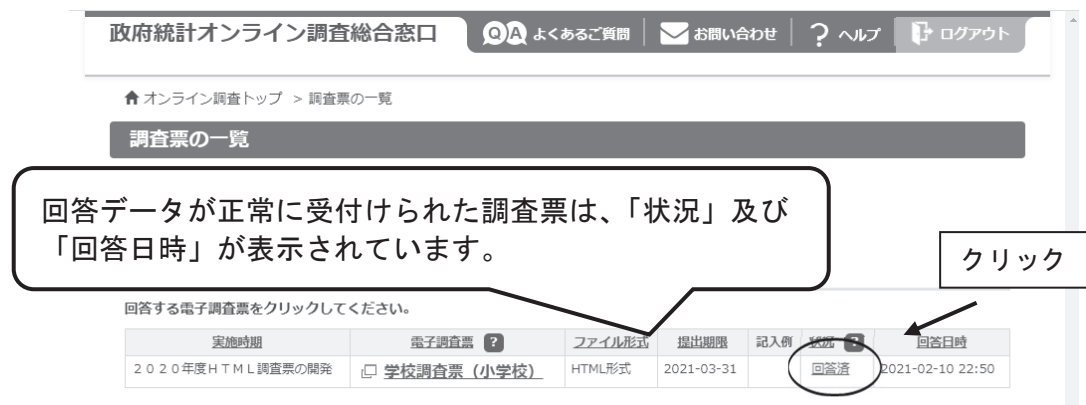 政府統計オンライン調査総合窓口 QA よくあるご質問 お問い合わせ ? ヘルプ ログアウト
オンライン調査トップ > 調査票の一覧
調査票の一覧
回答データが正常に受付けられた調査票は、「状況」及び
「回答日時」が表示されています。
クリック
回答する電子調査票をクリックしてください。
実施時期 電子調査票 ? ファイル形式 提出期限 記入例 状況 ? 回答日時
2020年度HTML調査票の開発 学校調査票（小学校） HTML形式 2021-03-31 回答済 2021-02-10 22:50